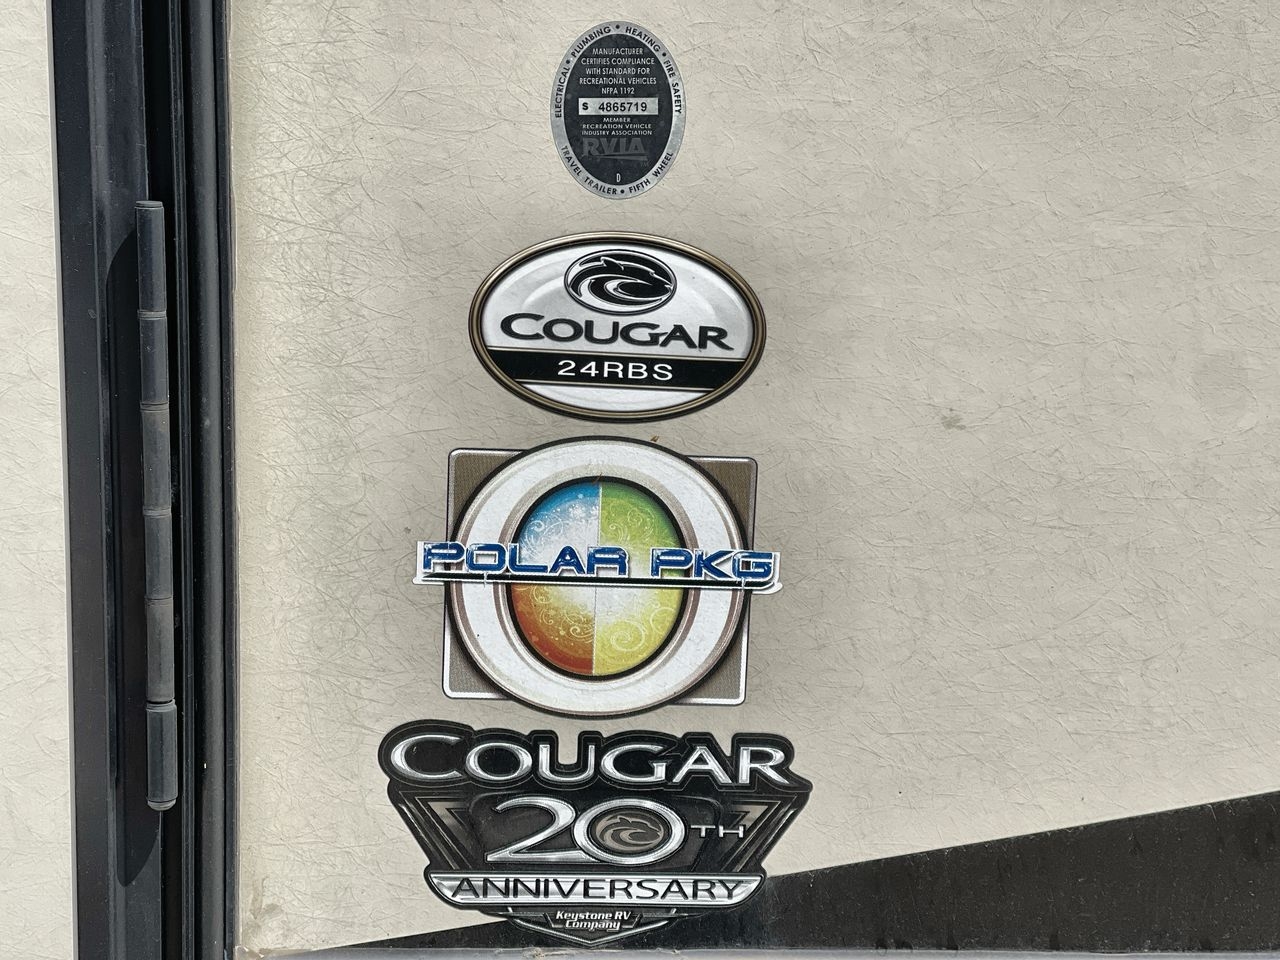 ELECTRICAL • PLUMBING • HEATING • FIRE SAFETY
MANUFACTURER
CERTIFIES COMPLIANCE
WITH STANDARD FOR
RECREATIONAL VEHICLES
NFPA 1192
S 4865719
MEMBER
RECREATION VEHICLE
INDUSTRY ASSOCIATION
RVIA
D
TRAVEL TRAILER • FIFTH WHEEL
COUGAR
24RBS
POLAR PKG
COUGAR
20TH
ANNIVERSARY
Keystone RV
Company